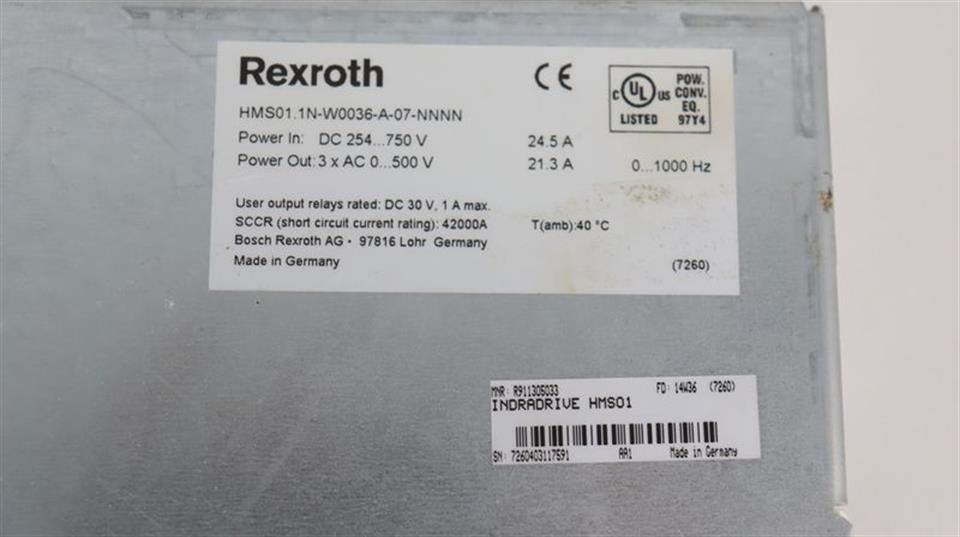 Rexroth
CE
HMS01.1N-W0036-A-07-NNNN
Power In: DC 254...750 V 24.5 A
Power Out: 3 x AC 0...500 V 21.3 A 0...1000 Hz
C UL US LISTED
POW. CONV. EQ. 97Y4
User output relays rated: DC 30 V, 1 A max.
SCCR (short circuit current rating): 42000A T(amb):40 °C
Bosch Rexroth AG • 97816 Lohr Germany
Made in Germany (7260)
MNR: R911305033 FD: 14W36 (7260)
INDRADRIVE HMS01
SN: 7260403117591 AA1 Made in Germany